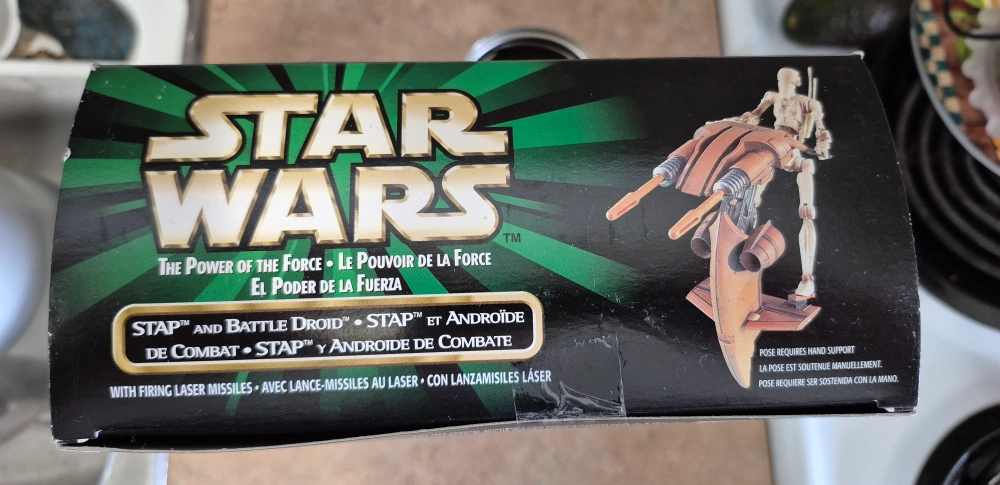 STAR
WARS
TM
THE POWER OF THE FORCE • LE POUVOIR DE LA FORCE
EL PODER DE LA FUERZA
STAP™ AND BATTLE DROID™ • STAP™ ET ANDROÏDE
DE COMBAT • STAP™ Y ANDROIDE DE COMBATE
WITH FIRING LASER MISSILES • AVEC LANCE-MISSILES AU LASER • CON LANZAMISILES LÁSER
POSE REQUIRES HAND SUPPORT
LA POSE EST SOUTENUE MANUELLEMENT.
POSE REQUIERE SER SOSTENIDA CON LA MANO.